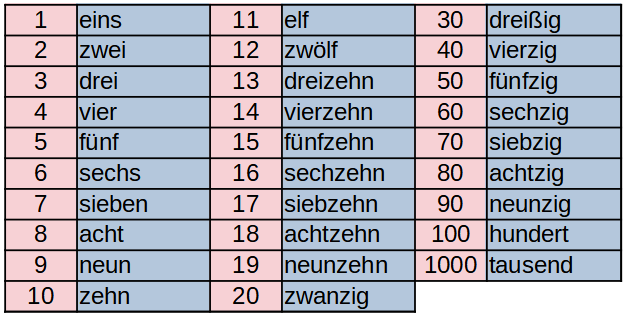 1 eins 11 elf 30 dreißig
2 zwei 12 zwölf 40 vierzig
3 drei 13 dreizehn 50 fünfzig
4 vier 14 vierzehn 60 sechzig
5 fünf 15 fünfzehn 70 siebzig
6 sechs 16 sechzehn 80 achtzig
7 sieben 17 siebzehn 90 neunzig
8 acht 18 achtzehn 100 hundert
9 neun 19 neunzehn 1000 tausend
10 zehn 20 zwanzig